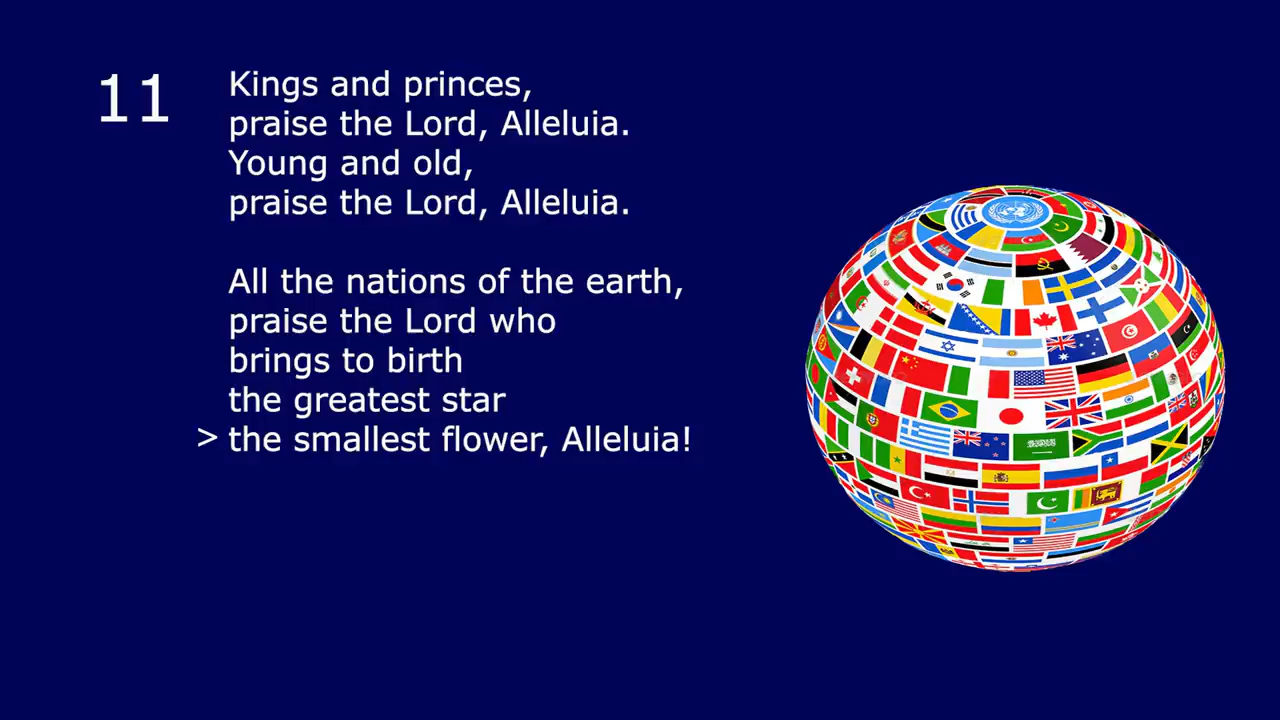 11
Kings and princes,
praise the Lord, Alleluia.
Young and old,
praise the Lord, Alleluia.
All the nations of the earth,
praise the Lord who
brings to birth
the greatest star
> the smallest flower, Alleluia!